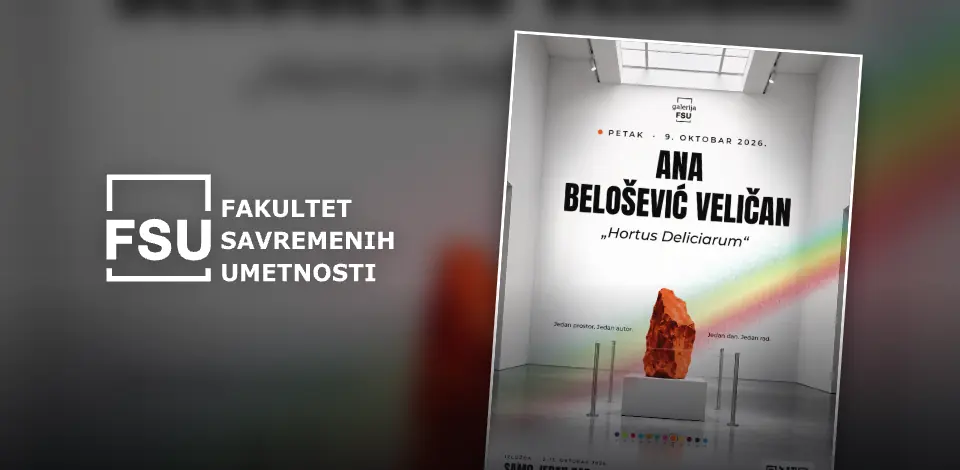 FSU
FAKULTET
SAVREMENIH
UMETNOSTI
galerija
FSU
PETAK · 9. OKTOBAR 2026.
ANA
BELOŠEVIĆ VELIČAN
„Hortus Deliciarum“
Jedan prostor. Jedan autor.
Jedan dan. Jedan rad.